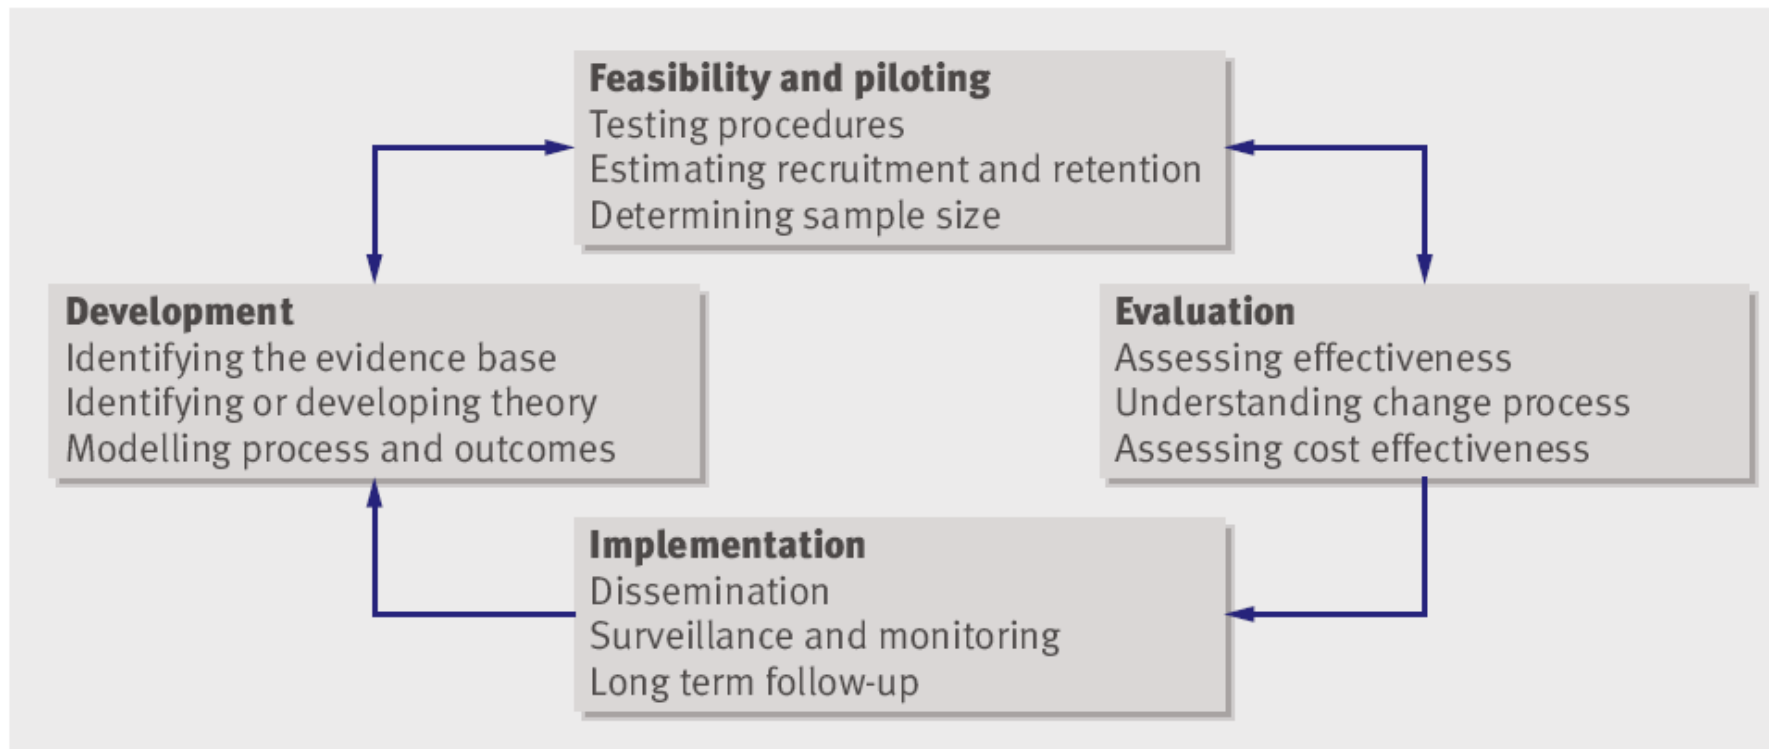 Feasibility and piloting
Testing procedures
Estimating recruitment and retention
Determining sample size
Development
Identifying the evidence base
Identifying or developing theory
Modelling process and outcomes
Evaluation
Assessing effectiveness
Understanding change process
Assessing cost effectiveness
Implementation
Dissemination
Surveillance and monitoring
Long term follow-up